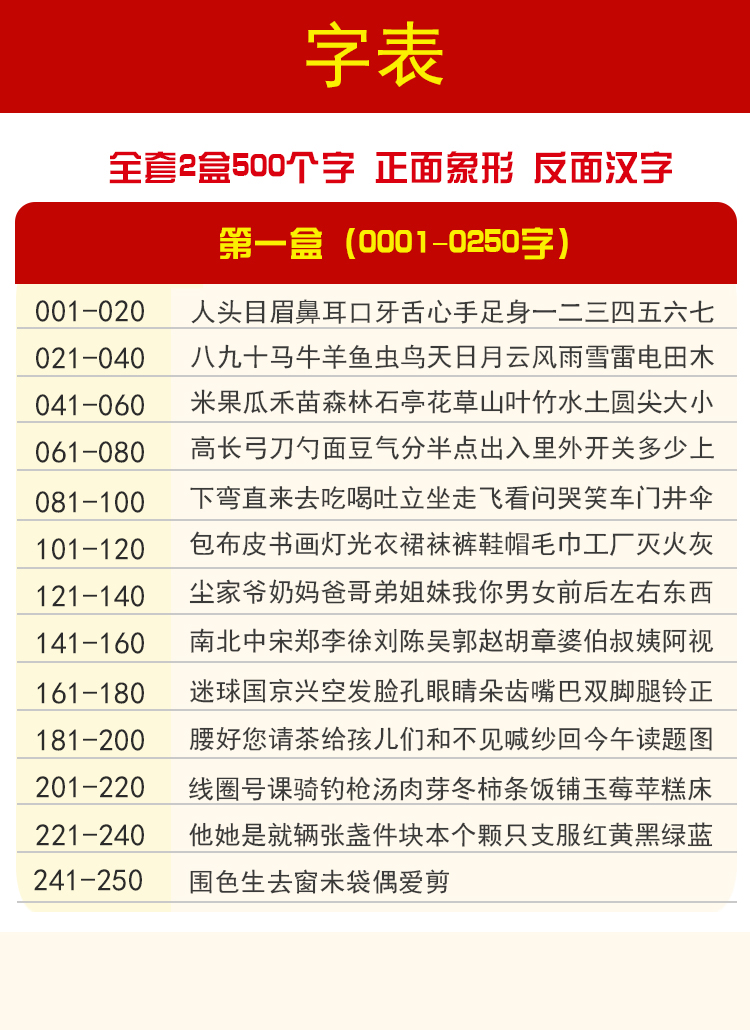 字表
全套2盒500个字 正面象形 反面汉字
第一盒（0001-0250字）
001-020 人头目眉鼻耳口牙舌心手足身一二三四五六七
021-040 八九十马牛羊鱼虫鸟天日月云风雨雪雷电田木
041-060 米果瓜禾苗森林石亭花草山叶竹水土圆尖大小
061-080 高长弓刀勺面豆气分半点出入里外开关多少上
081-100 下弯直来去吃喝吐立坐走飞看问哭笑车门井伞
101-120 包布皮书画灯光衣裙袜裤鞋帽毛巾工厂灭火灰
121-140 尘家爷奶妈爸哥弟姐妹我你男女前后左右东西
141-160 南北中宋郑李徐刘陈吴郭赵胡章婆伯叔姨阿视
161-180 迷球国京兴空发脸孔眼睛朵齿嘴巴双脚腿铃正
181-200 腰好您请茶给孩儿们和不见喊纱回今午读题图
201-220 线圈号课骑钓枪汤肉芽冬柿条饭铺玉莓苹糕床
221-240 他她是就辆张盏件块本个颗只支服红黄黑绿蓝
241-250 围色生去窗未袋偶爱剪